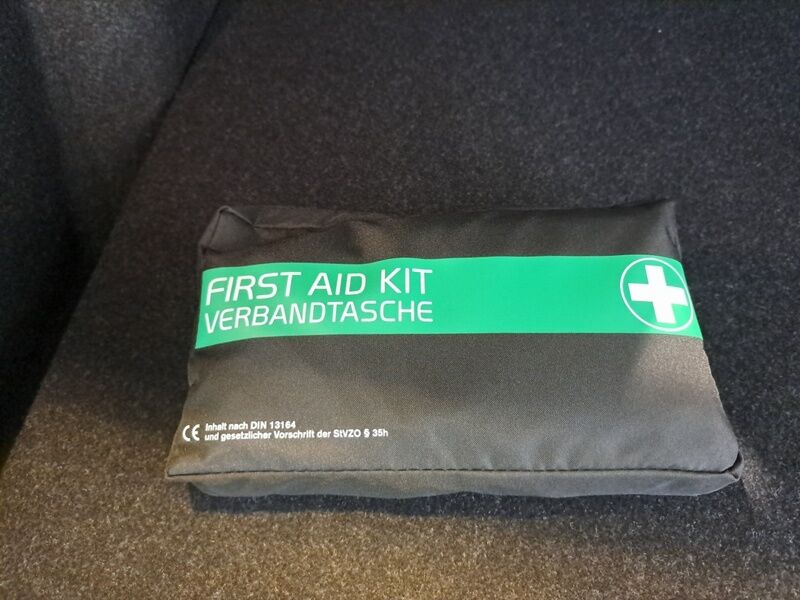 FIRST AID KIT
VERBANDTASCHE
CE Inhalt nach DIN 13164
und gesetzlicher Vorschrift der StVZO § 35h